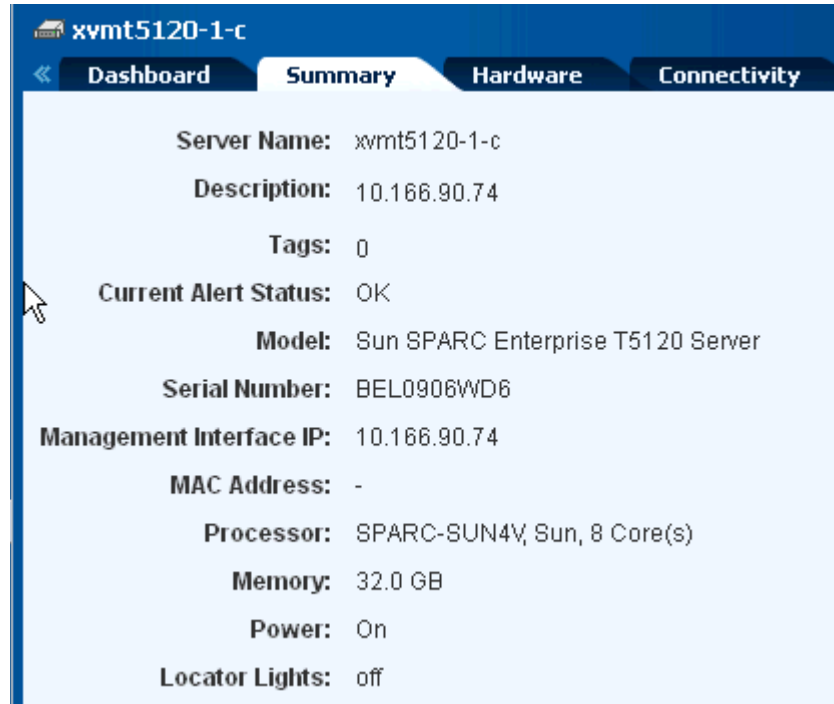 xvmt5120-1-c
« Dashboard Summary Hardware Connectivity
Server Name: xvmt5120-1-c
Description: 10.166.90.74
Tags: 0
Current Alert Status: OK
Model: Sun SPARC Enterprise T5120 Server
Serial Number: BEL0906WD6
Management Interface IP: 10.166.90.74
MAC Address: -
Processor: SPARC-SUN4V, Sun, 8 Core(s)
Memory: 32.0 GB
Power: On
Locator Lights: off